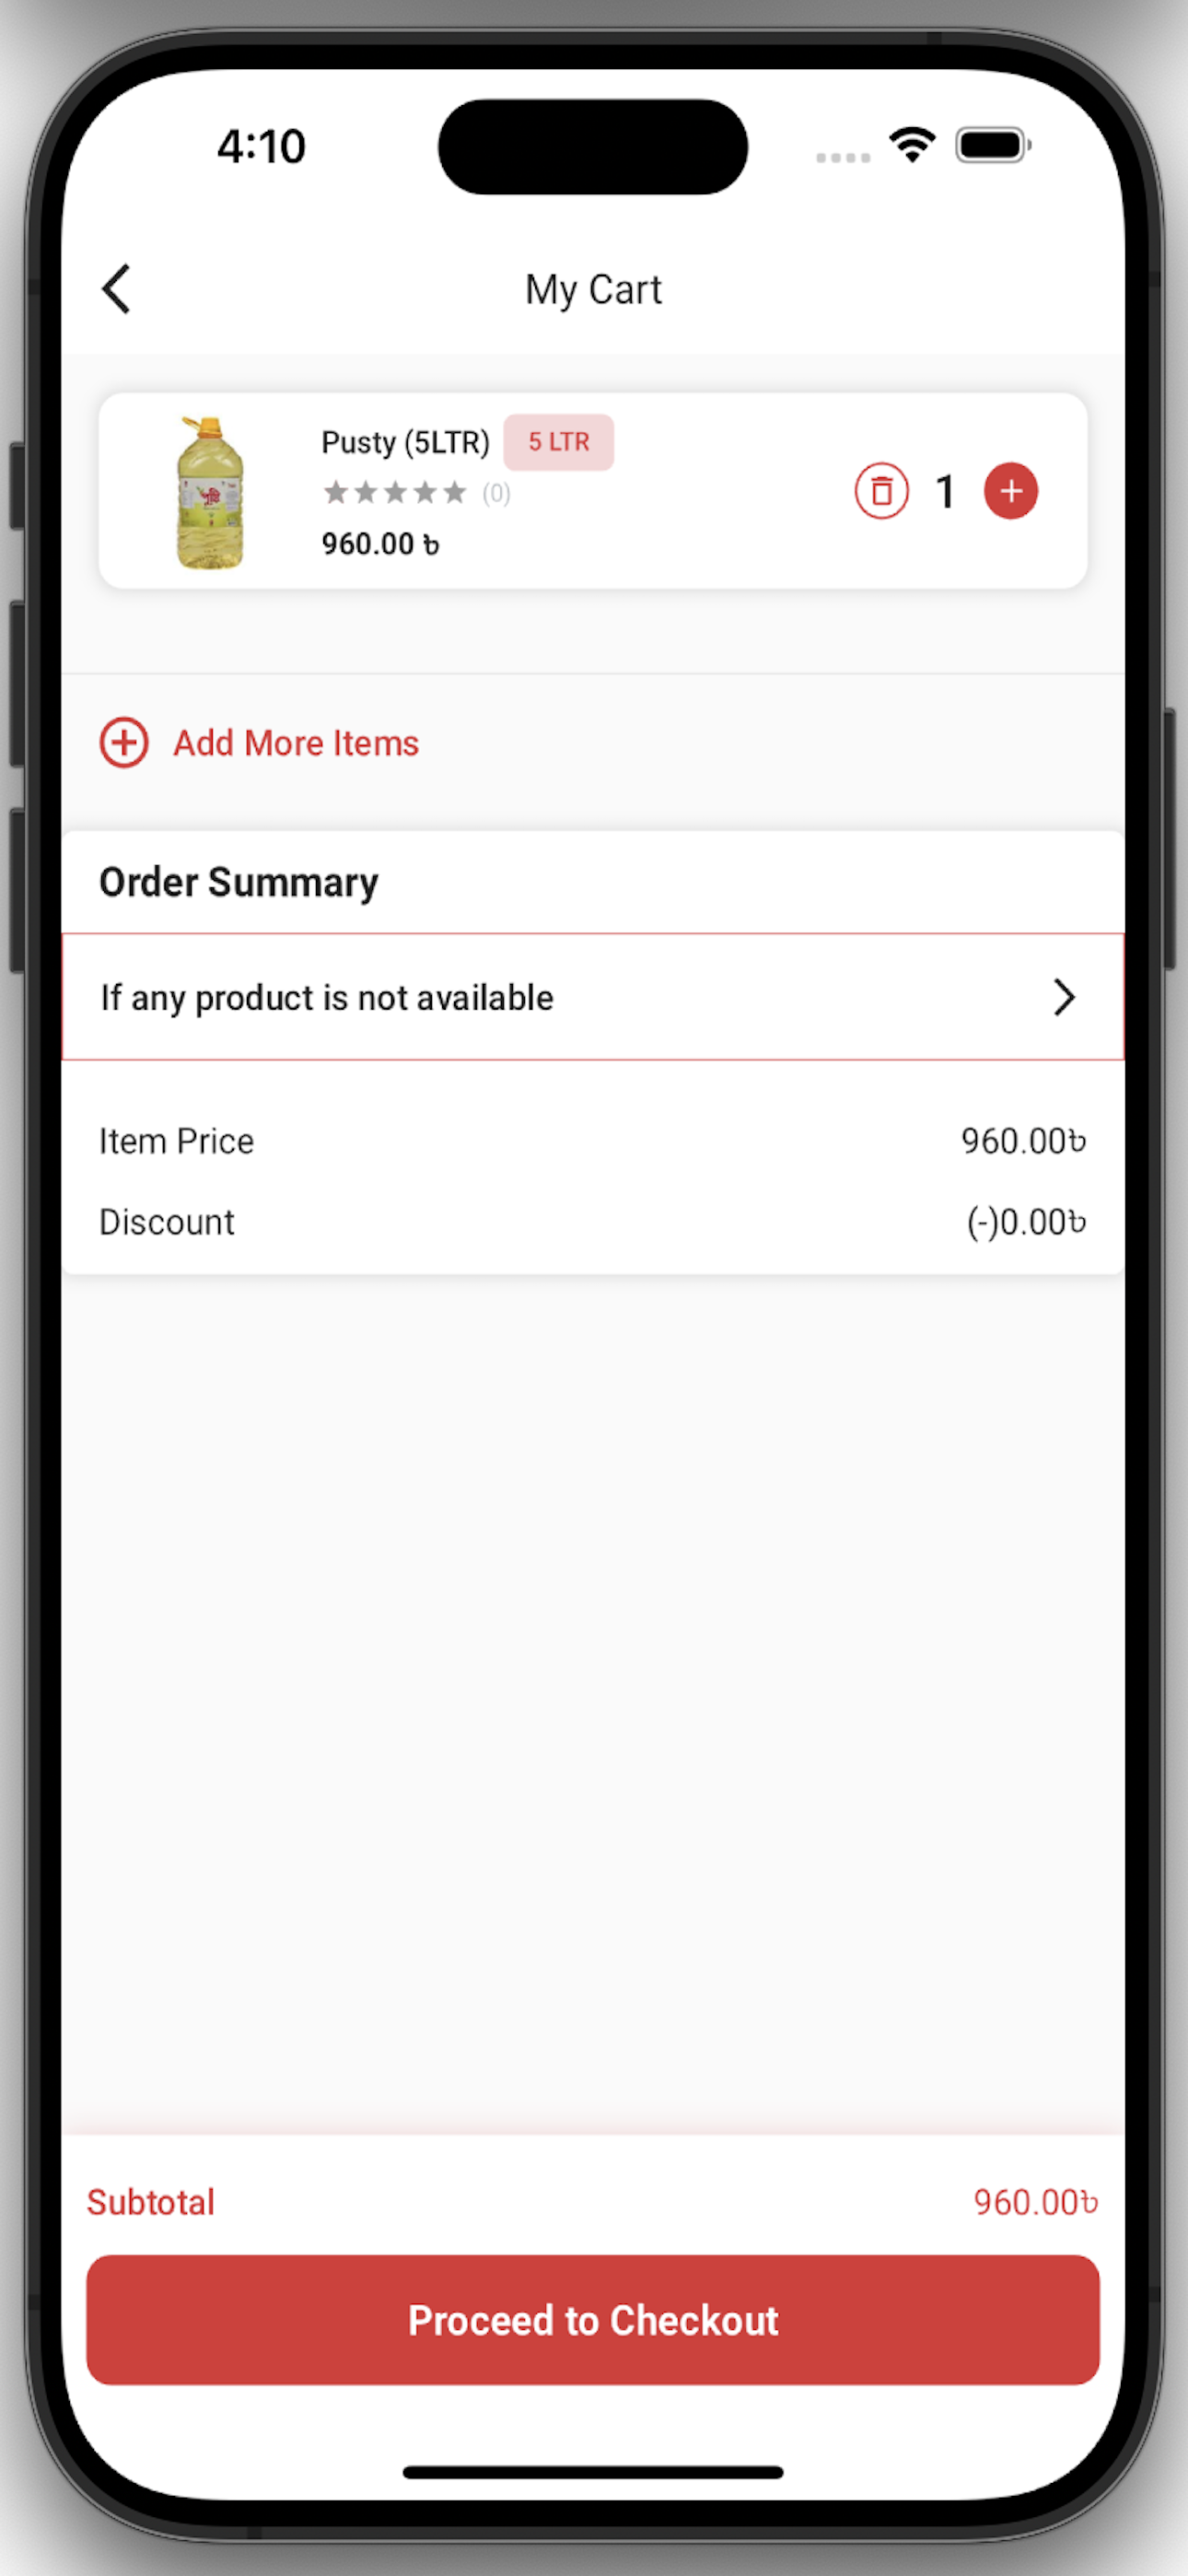 4:10
My Cart
Pusty (5LTR) 5 LTR
(0)
1
960.00 ৳
Add More Items
Order Summary
If any product is not available
Item Price 960.00৳
Discount (-)0.00৳
Subtotal 960.00৳
Proceed to Checkout